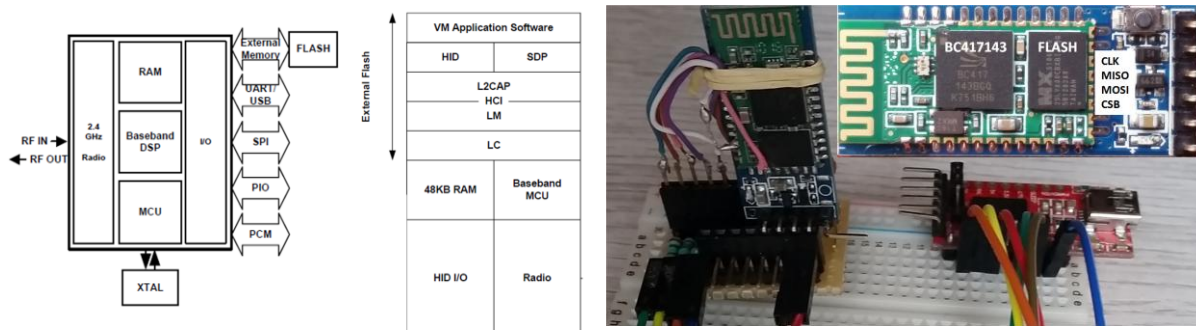 External
Memory
FLASH
RAM
UART/
USB
2.4
GHz
Radio
Baseband
DSP
I/O
SPI
RF IN
RF OUT
PIO
MCU
PCM
XTAL
External Flash
VM Application Software
HID SDP
L2CAP
HCI
LM
LC
48KB RAM
Baseband
MCU
HID I/O
Radio
BC417143
FLASH
BC417
CLK
MISO
MOSI
CSB
a b c d e
f g h
a b c d e